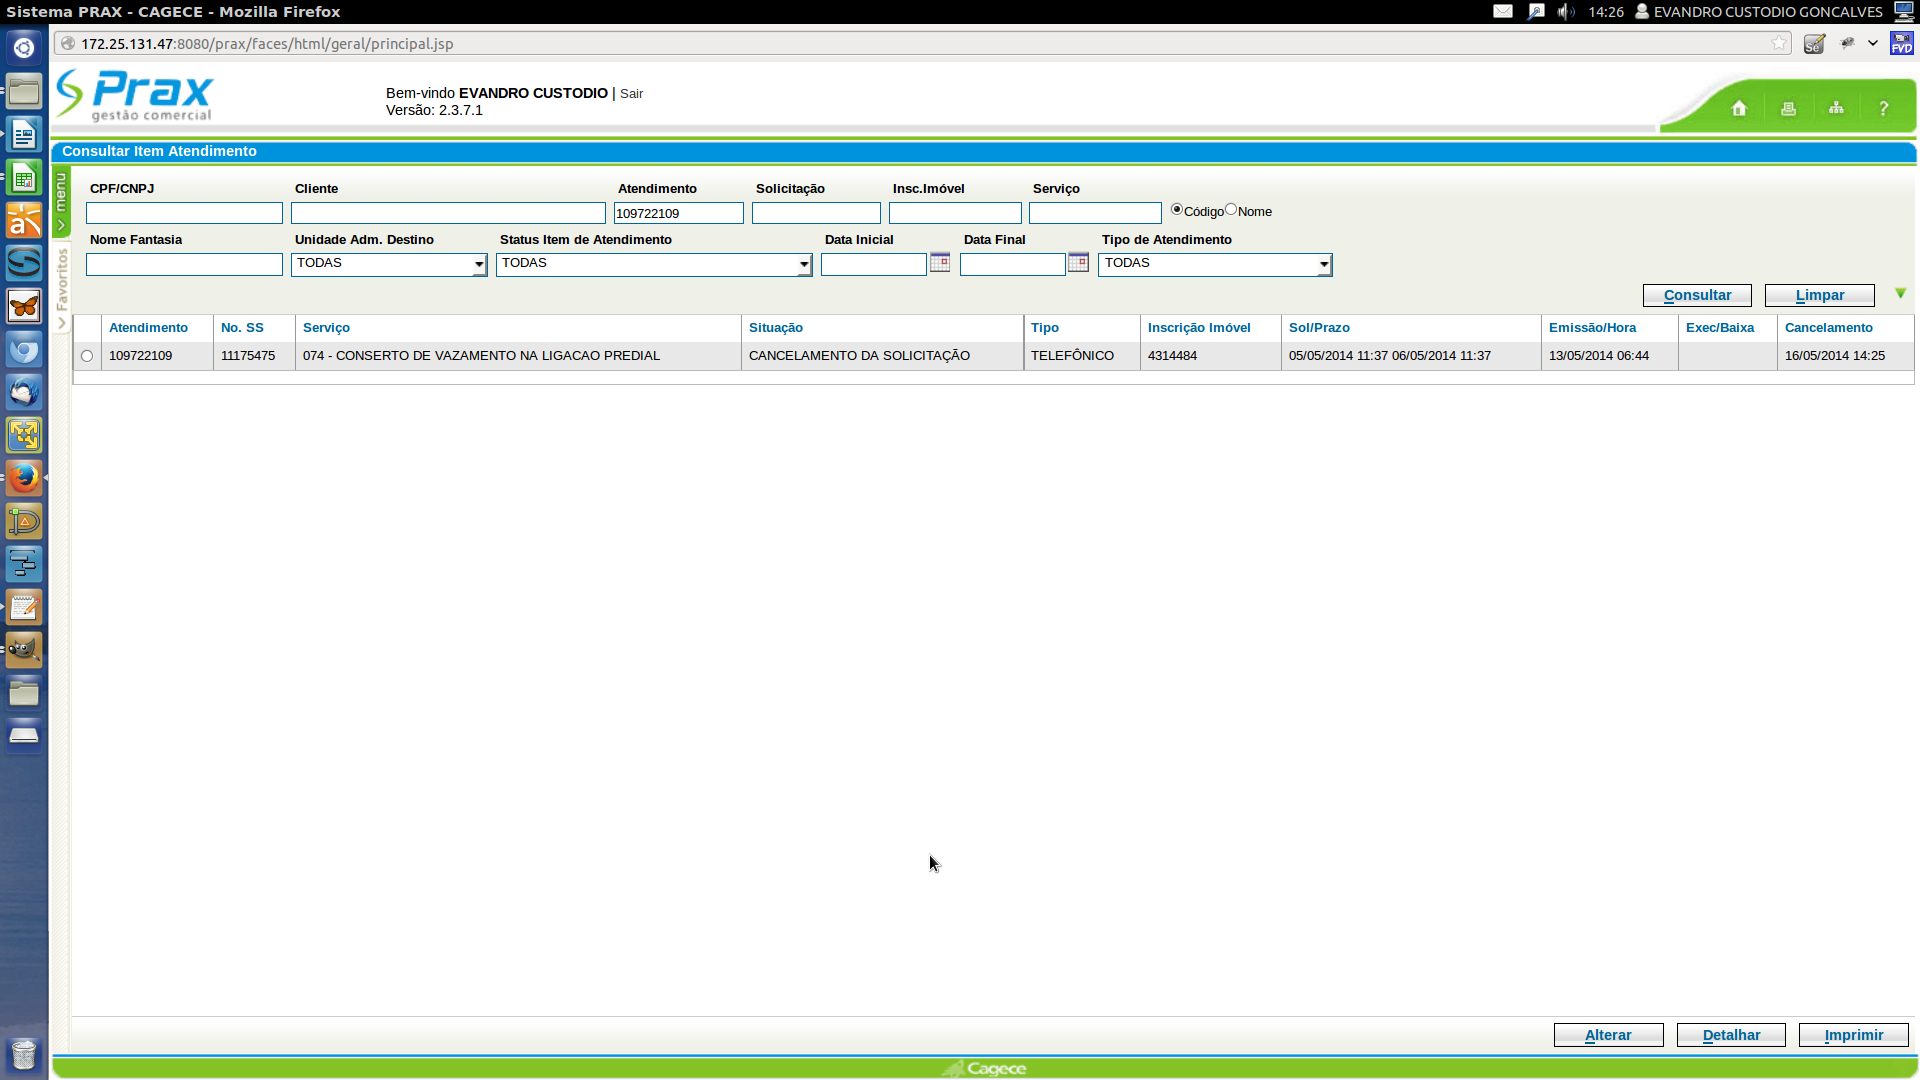 Sistema PRAX - CAGECE - Mozilla Firefox
14:26 EVANDRO CUSTODIO GONCALVES
172.25.131.47:8080/prax/faces/html/geral/principal.jsp
Se
FVD
Prax
gestão comercial
Bem-vindo EVANDRO CUSTODIO | Sair
Versão: 2.3.7.1
?
Consultar Item Atendimento
menu
Favoritos
CPF/CNPJ Cliente Atendimento Solicitação Insc.Imóvel Serviço
109722109 Código Nome
Nome Fantasia Unidade Adm. Destino Status Item de Atendimento Data Inicial Data Final Tipo de Atendimento
TODAS TODAS TODAS
Consultar Limpar
Atendimento No. SS Serviço Situação Tipo Inscrição Imóvel Sol/Prazo Emissão/Hora Exec/Baixa Cancelamento
109722109 11175475 074 - CONSERTO DE VAZAMENTO NA LIGACAO PREDIAL CANCELAMENTO DA SOLICITAÇÃO TELEFÔNICO 4314484 05/05/2014 11:37 06/05/2014 11:37 13/05/2014 06:44 16/05/2014 14:25
Alterar Detalhar Imprimir
Cagece